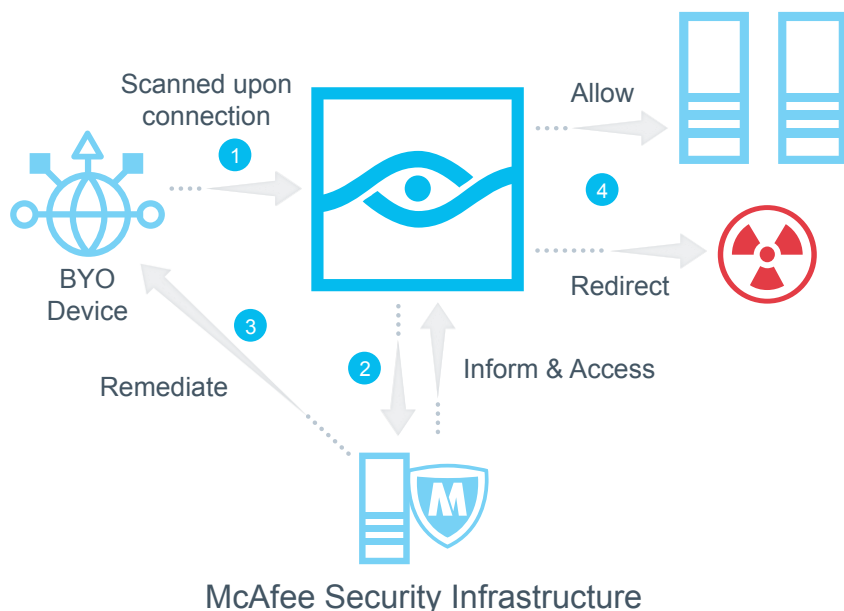 Scanned upon
connection
1
Allow
4
BYO
Device
Redirect
3
2
Inform & Access
Remediate
M
McAfee Security Infrastructure